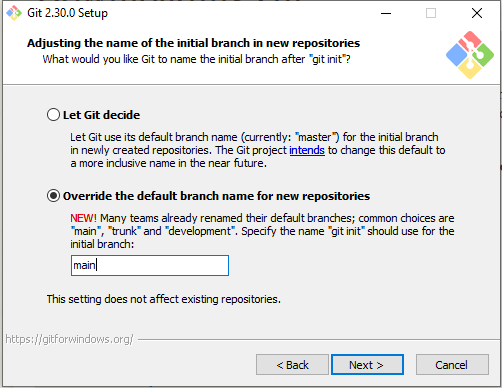 Git 2.30.0 Setup
Adjusting the name of the initial branch in new repositories
What would you like Git to name the initial branch after "git init"?
Let Git decide
Let Git use its default branch name (currently: "master") for the initial branch
in newly created repositories. The Git project intends to change this default to
a more inclusive name in the near future.
Override the default branch name for new repositories
NEW! Many teams already renamed their default branches; common choices are
"main", "trunk" and "development". Specify the name "git init" should use for the
initial branch:
main
This setting does not affect existing repositories.
https://gitforwindows.org/
< Back
Next >
Cancel